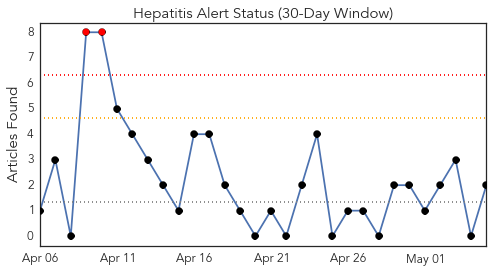 Hepatitis Alert Status (30-Day Window)
Articles Found
8
7
6
5
4
3
2
1
0
Apr 06
Apr 11
Apr 16
Apr 21
Apr 26
May 01